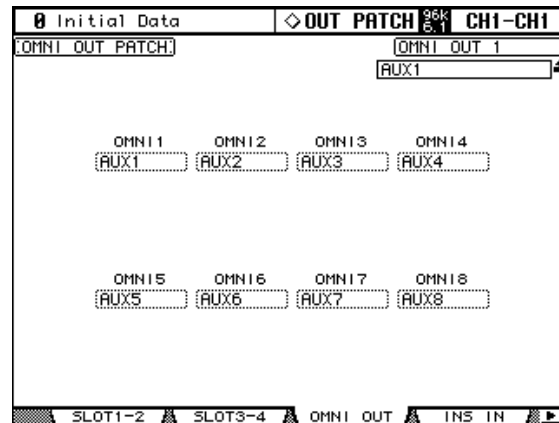 0 Initial Data ◇OUT PATCH 96k 6.1 CH1-CH1
OMNI OUT PATCH
OMNI OUT 1
AUX1
OMNI1 OMNI2 OMNI3 OMNI4
AUX1 AUX2 AUX3 AUX4
OMNI5 OMNI6 OMNI7 OMNI8
AUX5 AUX6 AUX7 AUX8
SLOT1-2 SLOT3-4 OMNI OUT INS IN